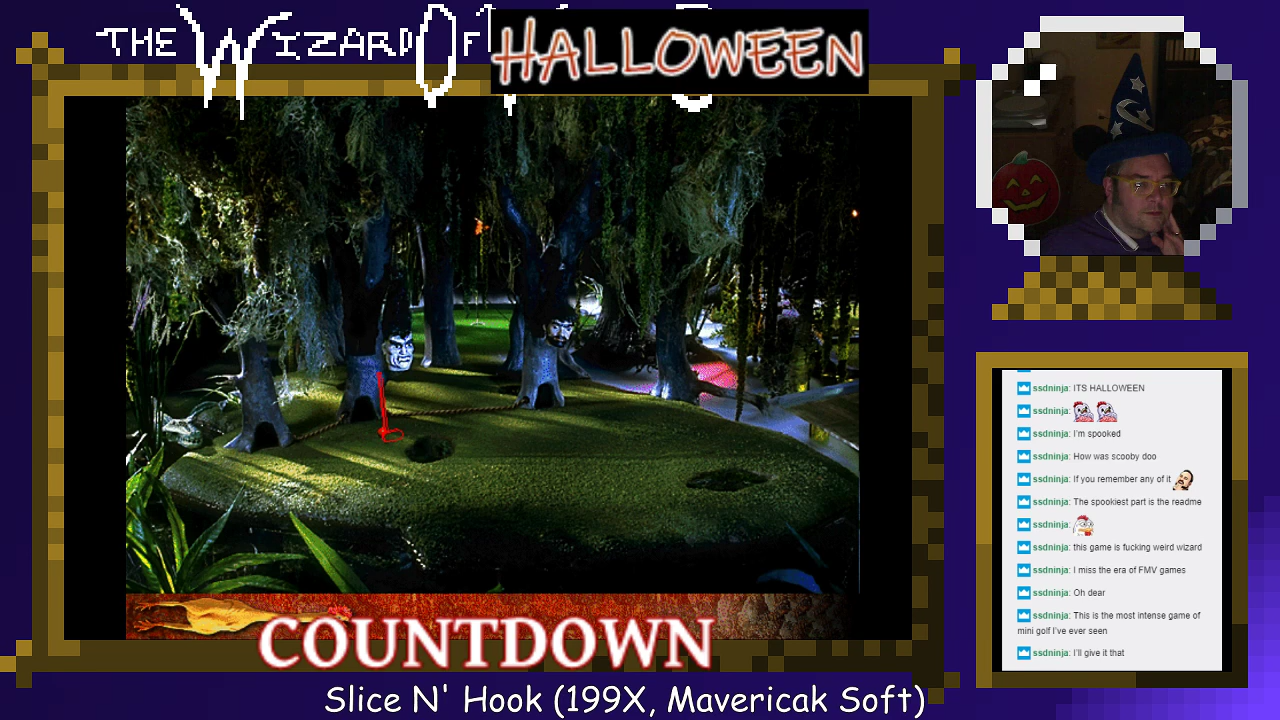 THE WIZARD OF
HALLOWEEN
ssdninja: ITS HALLOWEEN
ssdninja:
ssdninja: I'm spooked
ssdninja: How was scooby doo
ssdninja: If you remember any of it
ssdninja: The spookiest part is the readme
ssdninja:
ssdninja: this game is fucking weird wizard
ssdninja: I miss the era of FMV games
ssdninja: Oh dear
ssdninja: This is the most intense game of
mini golf I've ever seen
ssdninja: I'll give it that
COUNTDOWN
Slice N' Hook (199X, Mavericak Soft)